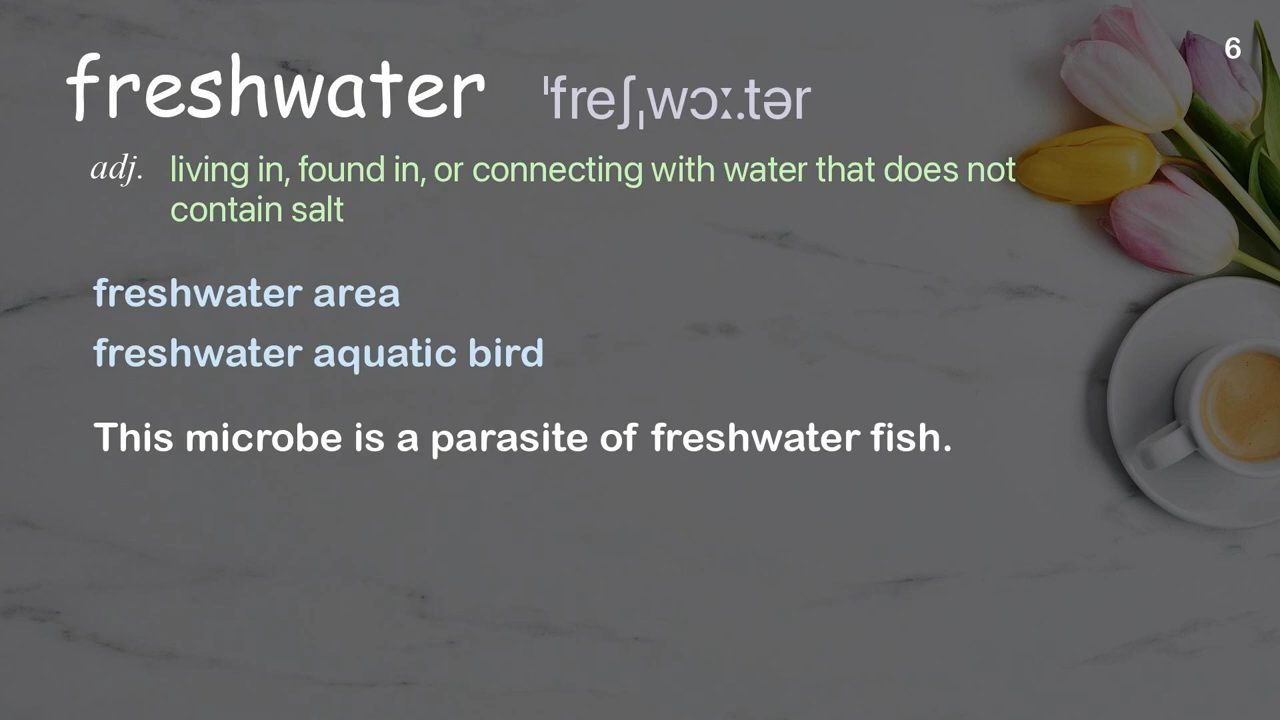 6
freshwater ˈfreʃˌwɔː.tər
adj. living in, found in, or connecting with water that does not
contain salt
freshwater area
freshwater aquatic bird
This microbe is a parasite of freshwater fish.